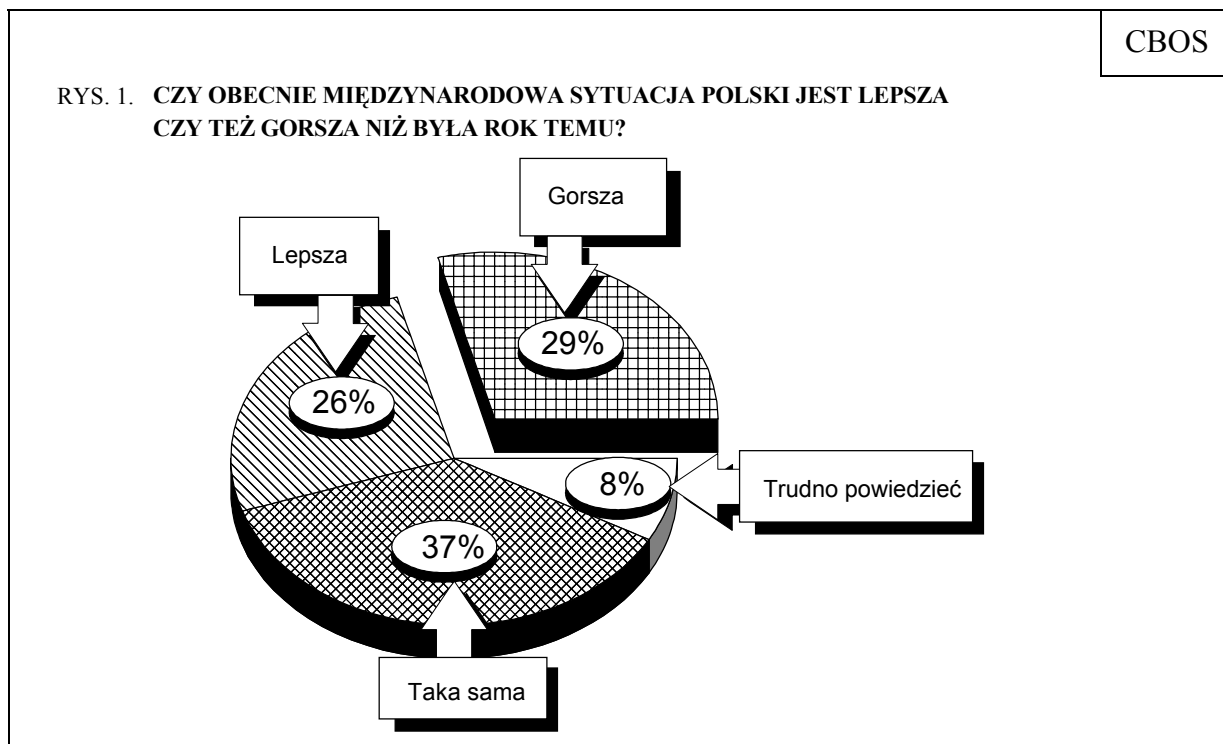 CBOS
RYS. 1. CZY OBECNIE MIĘDZYNARODOWA SYTUACJA POLSKI JEST LEPSZA
CZY TEŻ GORSZA NIŻ BYŁA ROK TEMU?
Gorsza
Lepsza
29%
26%
8%
Trudno powiedzieć
37%
Taka sama